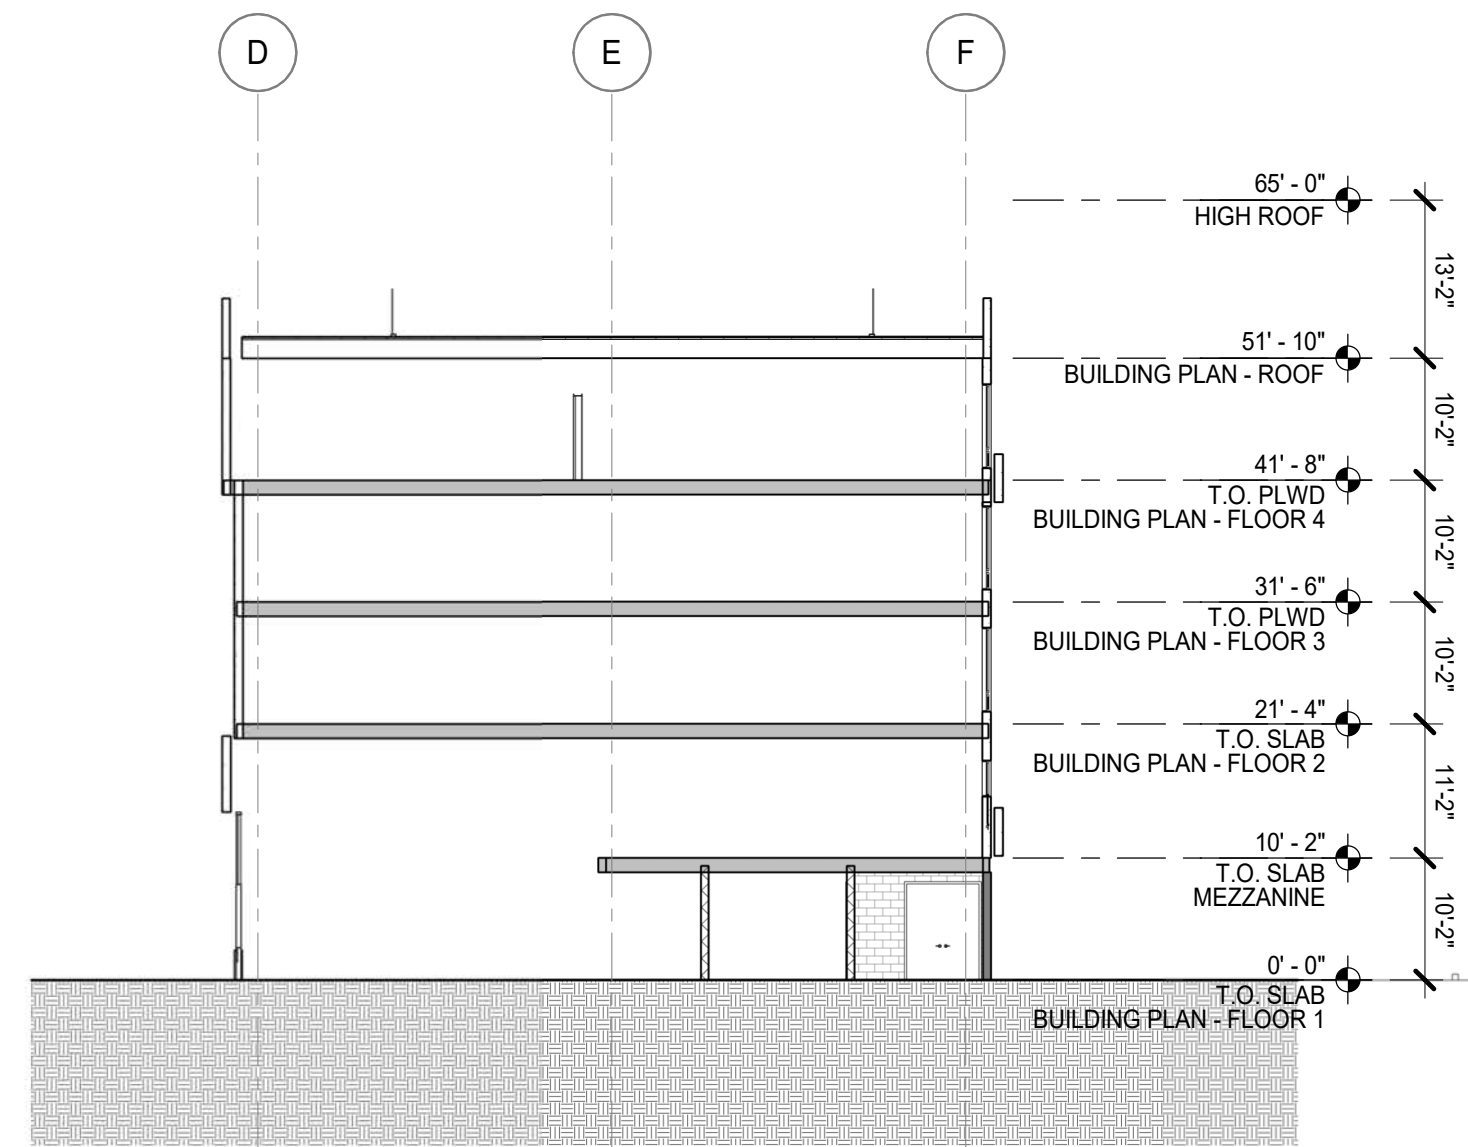 D E F
65' - 0"
HIGH ROOF
13'-2"
51' - 10"
BUILDING PLAN - ROOF
10'-2"
41' - 8"
T.O. PLWD
BUILDING PLAN - FLOOR 4
10'-2"
31' - 6"
T.O. PLWD
BUILDING PLAN - FLOOR 3
10'-2"
21' - 4"
T.O. SLAB
BUILDING PLAN - FLOOR 2
11'-2"
10' - 2"
T.O. SLAB
MEZZANINE
10'-2"
0' - 0"
T.O. SLAB
BUILDING PLAN - FLOOR 1